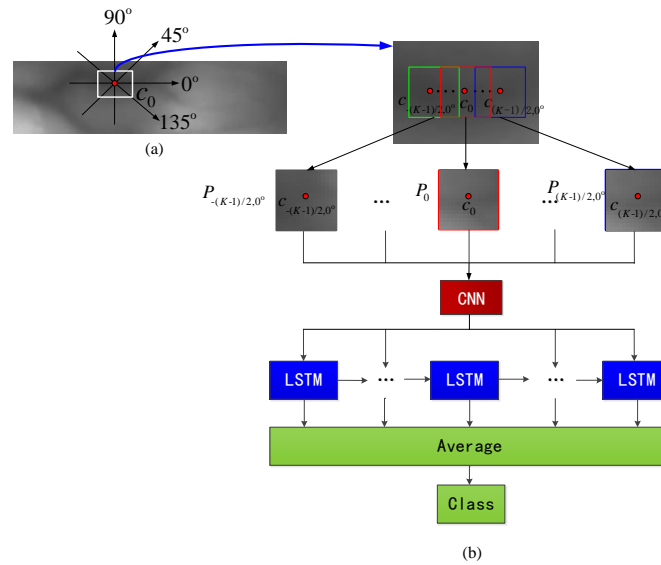 90°
45°
0°
c0
135°
(a)
c-(K-1)/2,0° c0 c(K-1)/2,0°
P-(K-1)/2,0° c-(K-1)/2,0° ... P0 c0 ... P(K-1)/2,0° c(K-1)/2,0°
CNN
LSTM ... LSTM ... LSTM
Average
Class
(b)